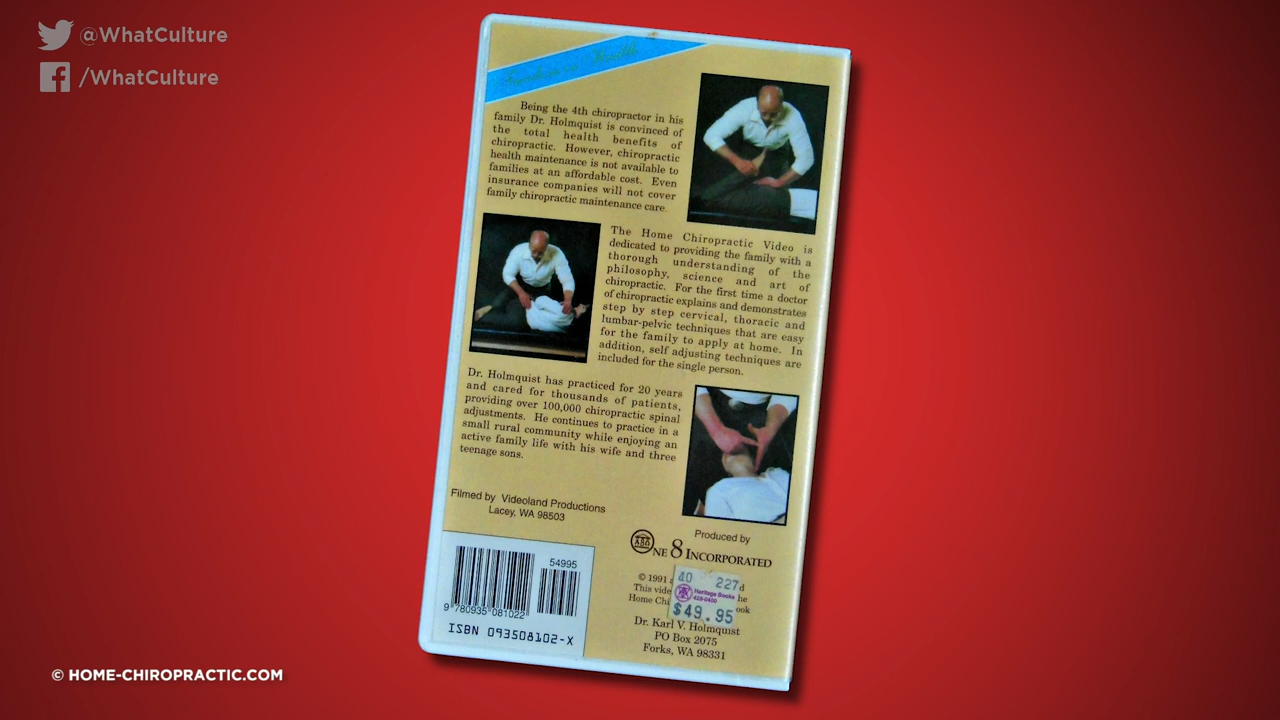 @WhatCulture
/WhatCulture
Being the 4th chiropractor in his
family Dr. Holmquist is convinced of
the total health benefits of
chiropractic. However, chiropractic
health maintenance is not available to
families at an affordable cost. Even
insurance companies will not cover
family chiropractic maintenance care.
The Home Chiropractic Video is
dedicated to providing the family with a
thorough understanding of the
philosophy, science and art of
chiropractic. For the first time a doctor
of chiropractic explains and demonstrates
step by step cervical, thoracic and
lumbar-pelvic techniques that are easy
for the family to apply at home. In
addition, self adjusting techniques are
included for the single person.
Dr. Holmquist has practiced for 20 years
and cared for thousands of patients,
providing over 100,000 chiropractic spinal
adjustments. He continues to practice in a
small rural community while enjoying an
active family life with his wife and three
teenage sons.
Filmed by Videoland Productions
Lacey, WA 98503
Produced by
ONE 8 INCORPORATED
54995
9 780935 081022
ISBN 093508102-X
© 1991
This vide
Home Chi
40 227
Heritage Books
428-0400
$49.95
Dr. Karl V. Holmquist
PO Box 2075
Forks, WA 98331
© HOME-CHIROPRACTIC.COM